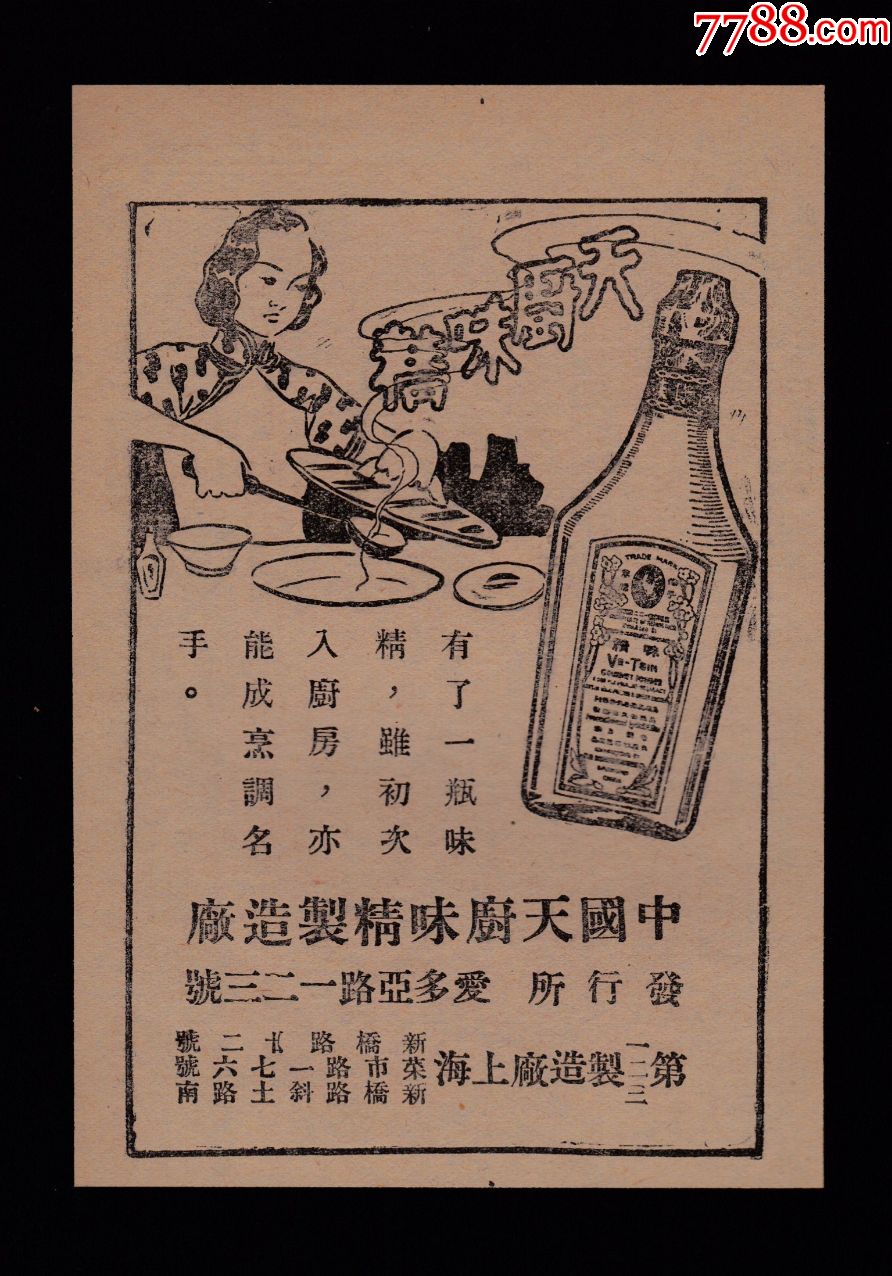 7788.com
天廚味精
TRADE MARK
味精
VE-TSIN
GOURMET POWDER
有了一瓶味
精，雖初次
入廚房，亦
能成烹調名
手。
中國天廚味精製造廠
發行所 愛多亞路一二三號
第一二三製造廠上海
新橋路二號
菜市路一七六號
新橋路斜土路南